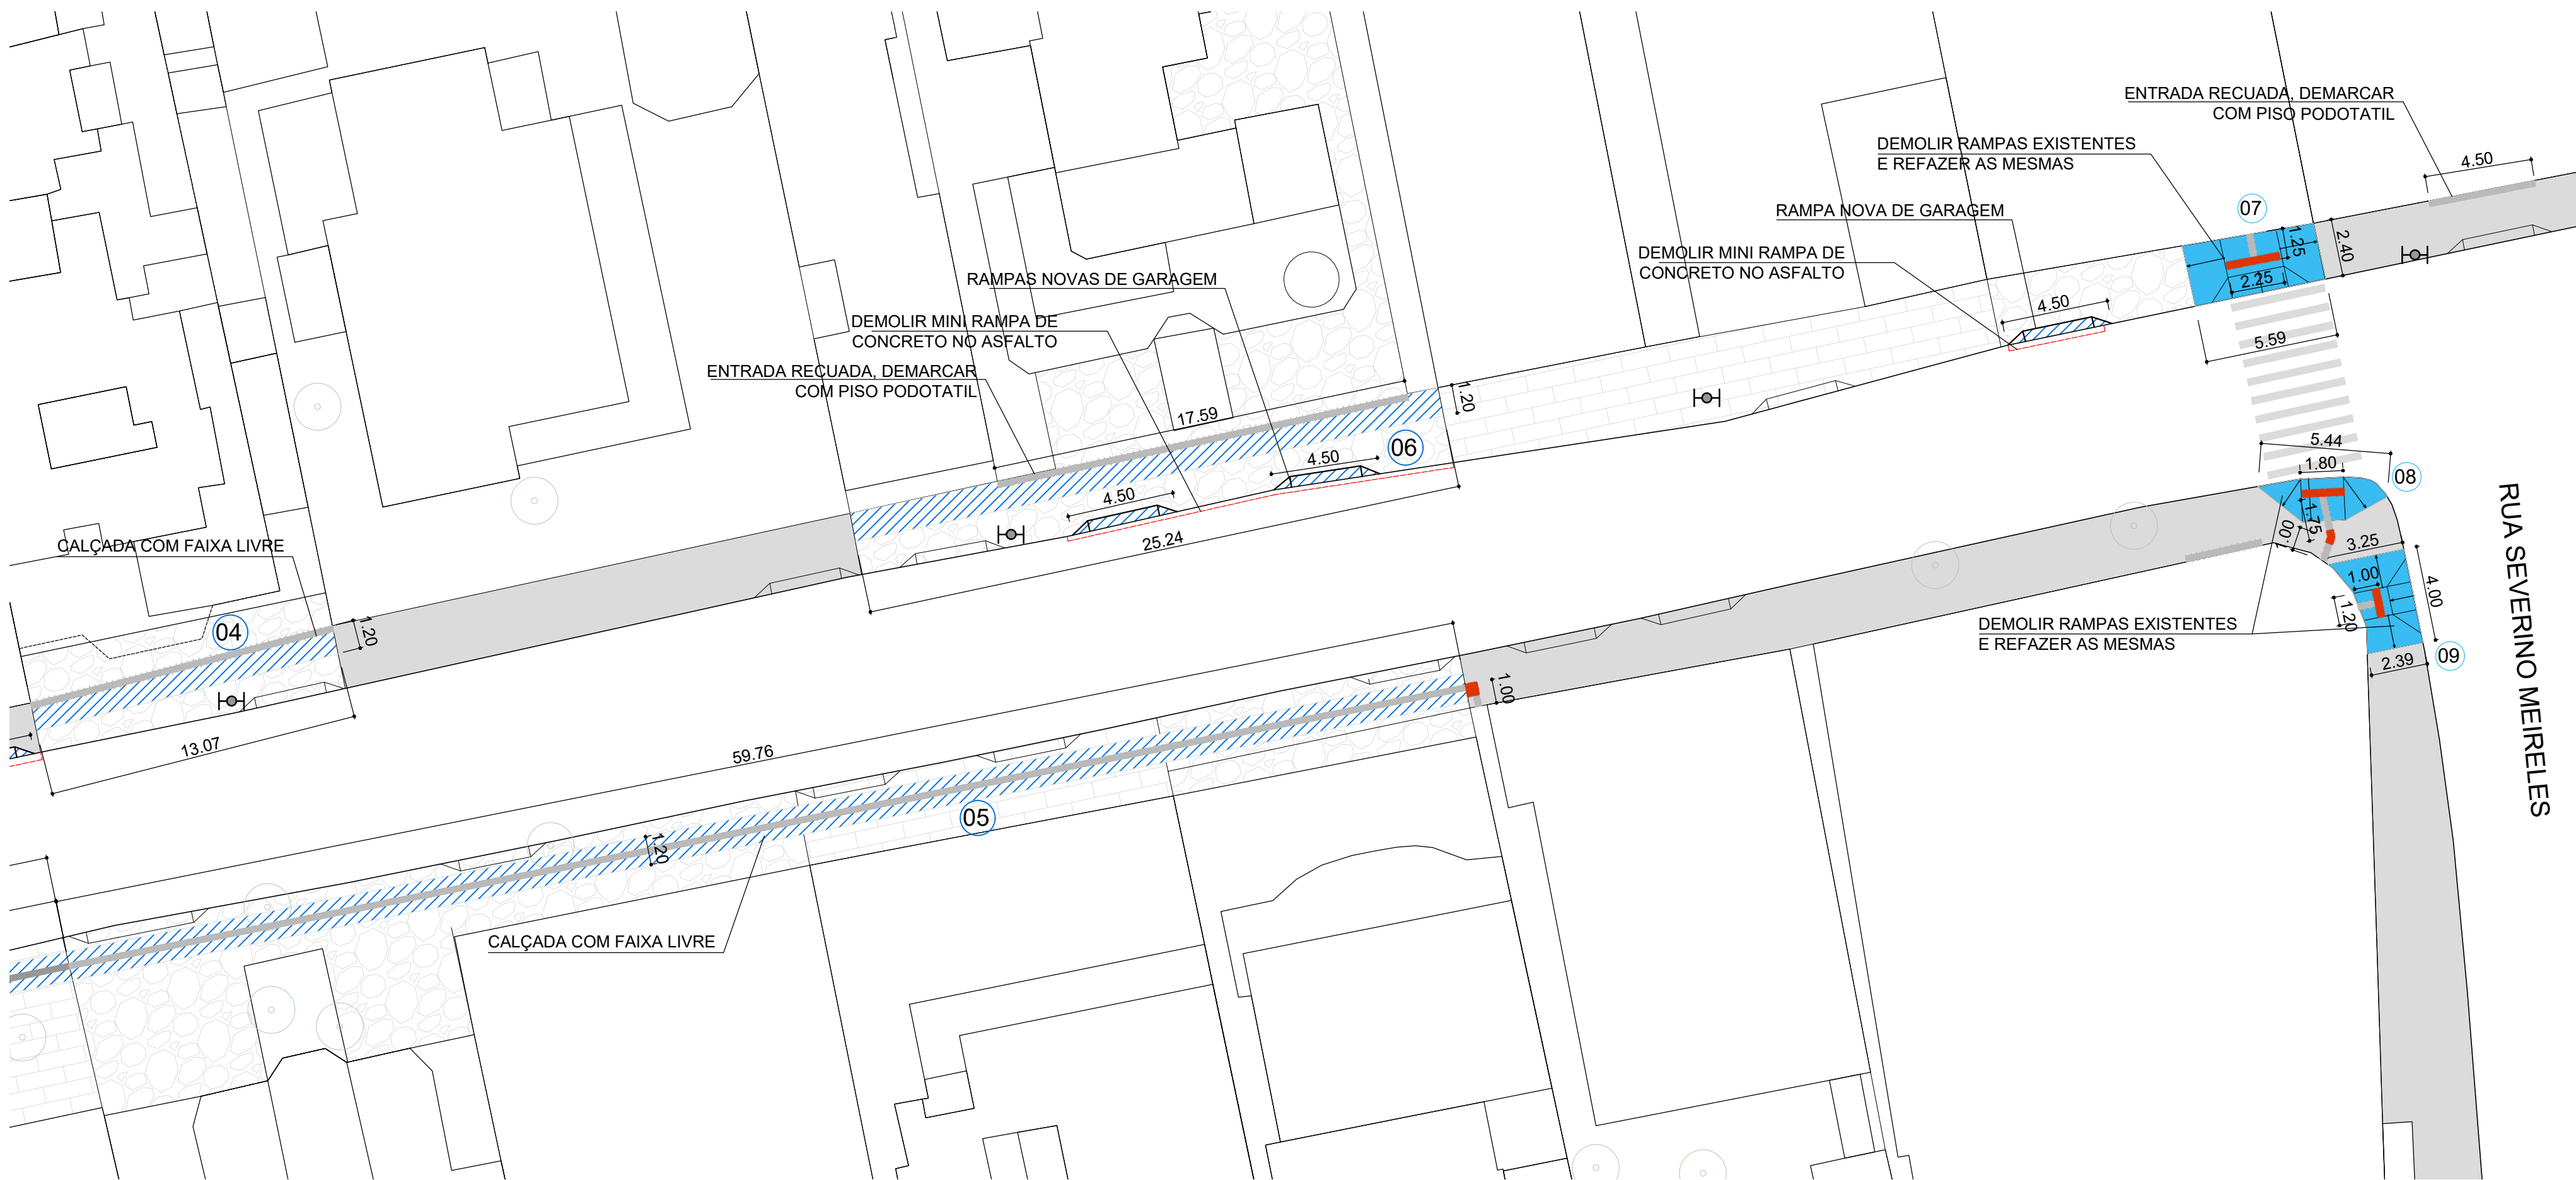 ENTRADA RECUADA, DEMARCAR
COM PISO PODOTATIL
4.50
DEMOLIR RAMPAS EXISTENTES
E REFAZER AS MESMAS
07
RAMPA NOVA DE GARAGEM
1.25
2.40
DEMOLIR MINI RAMPA DE
CONCRETO NO ASFALTO
2.25
4.50
5.59
RAMPAS NOVAS DE GARAGEM
DEMOLIR MINI RAMPA DE
CONCRETO NO ASFALTO
ENTRADA RECUADA, DEMARCAR
COM PISO PODOTATIL
1.20
17.59
06
4.50
4.50
25.24
5.44
1.80
08
1.75
.00
3.25
1.00
4.00
1.20
RUA SEVERINO MEIRELES
CALÇADA COM FAIXA LIVRE
04
1.20
13.07
DEMOLIR RAMPAS EXISTENTES
E REFAZER AS MESMAS
09
2.39
1.00
59.76
05
1.20
CALÇADA COM FAIXA LIVRE